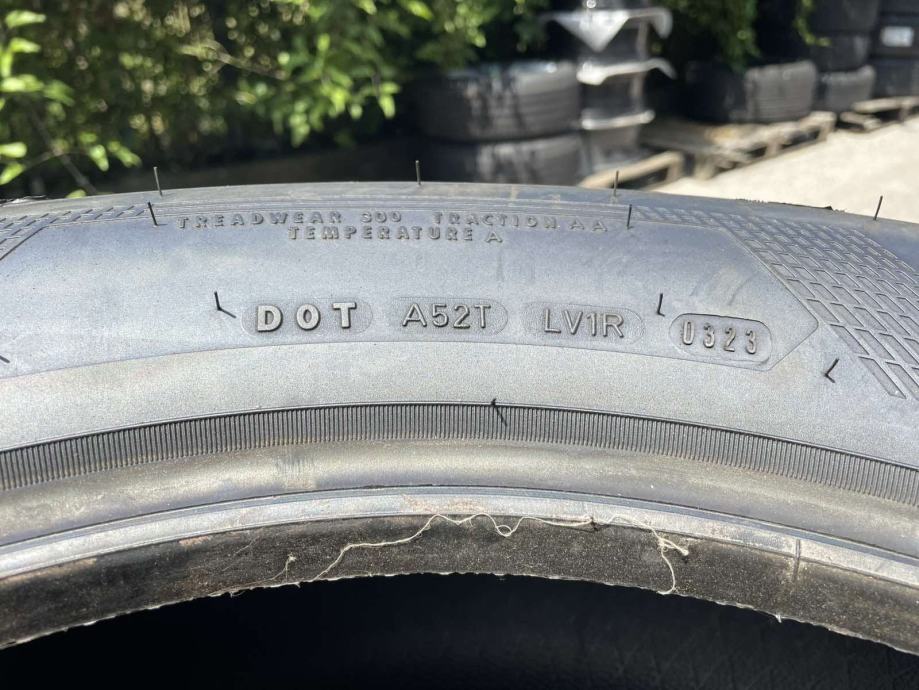 TREADWEAR 300 TRACTION AA
TEMPERATURE A
DOT A52T LV1R 0323